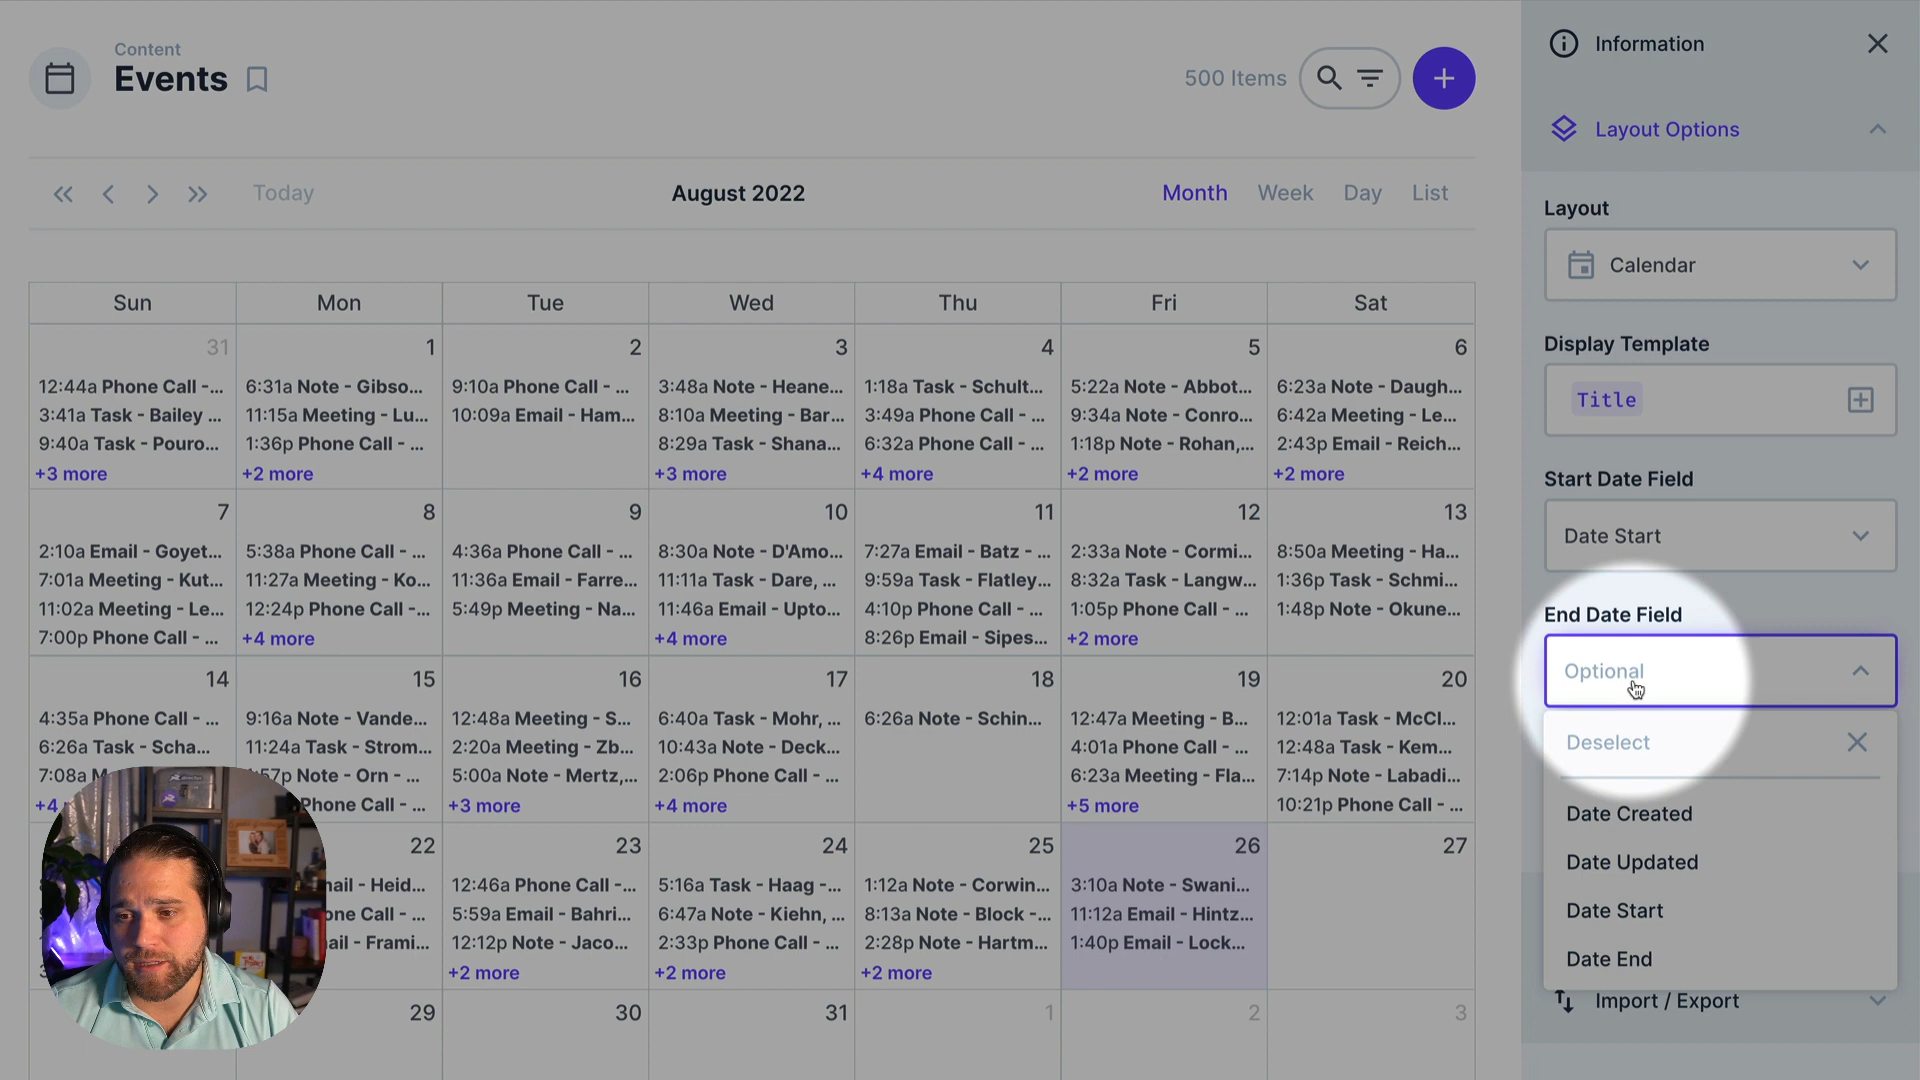 Content
Events
500 Items
Today
August 2022
Month Week Day List
Sun Mon Tue Wed Thu Fri Sat
31 1 2 3 4 5 6
12:44a Phone Call -... 6:31a Note - Gibso... 9:10a Phone Call - ... 3:48a Note - Heane... 1:18a Task - Schult... 5:22a Note - Abbot... 6:23a Note - Daugh...
3:41a Task - Bailey ... 11:15a Meeting - Lu... 10:09a Email - Ham... 8:10a Meeting - Bar... 3:49a Phone Call - ... 9:34a Note - Conro... 6:42a Meeting - Le...
9:40a Task - Pouro... 1:36p Phone Call - ... 8:29a Task - Shana... 6:32a Phone Call - ... 1:18p Note - Rohan,... 2:43p Email - Reich...
+3 more +2 more +3 more +4 more +2 more +2 more
7 8 9 10 11 12 13
2:10a Email - Goyet... 5:38a Phone Call - ... 4:36a Phone Call - ... 8:30a Note - D'Amo... 7:27a Email - Batz - ... 2:33a Note - Cormi... 8:50a Meeting - Ha...
7:01a Meeting - Kut... 11:27a Meeting - Ko... 11:36a Email - Farre... 11:11a Task - Dare, ... 9:59a Task - Flatley... 8:32a Task - Langw... 1:36p Task - Schmi...
11:02a Meeting - Le... 12:24p Phone Call -... 5:49p Meeting - Na... 11:46a Email - Upto... 4:10p Phone Call - ... 1:05p Phone Call - ... 1:48p Note - Okune...
7:00p Phone Call - ... +4 more +4 more 8:26p Email - Sipes... +2 more
14 15 16 17 18 19 20
4:35a Phone Call - ... 9:16a Note - Vande... 12:48a Meeting - S... 6:40a Task - Mohr, ... 6:26a Note - Schin... 12:47a Meeting - B... 12:01a Task - McCl...
6:26a Task - Scha... 11:24a Task - Strom... 2:20a Meeting - Zb... 10:43a Note - Deck... 4:01a Phone Call - ... 12:48a Task - Kem...
7:08a M :57p Note - Orn - ... 5:00a Note - Mertz,... 2:06p Phone Call - ... 6:23a Meeting - Fla... 7:14p Note - Labadi...
+4 Phone Call - ... +3 more +4 more +5 more 10:21p Phone Call - ...
22 23 24 25 26 27
ail - Heid... 12:46a Phone Call -... 5:16a Task - Haag -... 1:12a Note - Corwin... 3:10a Note - Swani...
one Call - ... 5:59a Email - Bahri... 6:47a Note - Kiehn, ... 8:13a Note - Block -... 11:12a Email - Hintz...
ail - Frami... 12:12p Note - Jaco... 2:33p Phone Call - ... 2:28p Note - Hartm... 1:40p Email - Lock...
+2 more +2 more +2 more
29 30 31 1 2 3
Information
Layout Options
Layout
Calendar
Display Template
Title
Start Date Field
Date Start
End Date Field
Optional
Deselect
Date Created
Date Updated
Date Start
Date End
Import / Export